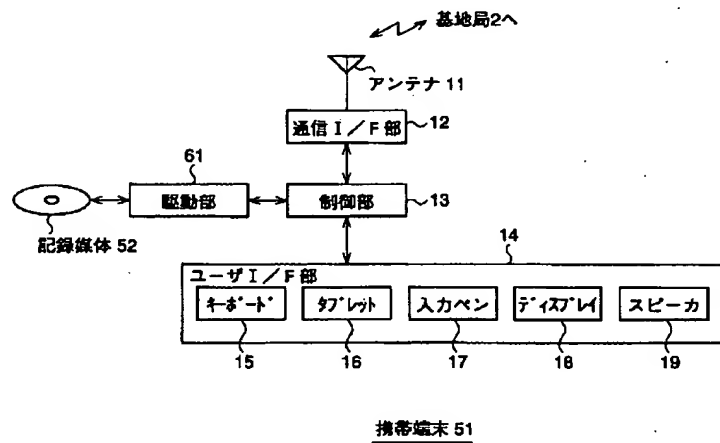 基地局2へ
アンテナ 11
通信Ｉ／Ｆ部
12
61
駆動部
制御部
13
記録媒体 52
14
ユーザＩ／Ｆ部
ｷｰﾎﾞｰﾄﾞ
ﾀﾌﾞﾚｯﾄ
入力ペン
ﾃﾞｨｽﾌﾟﾚｲ
スピーカ
15
16
17
18
19
携帯端末 51